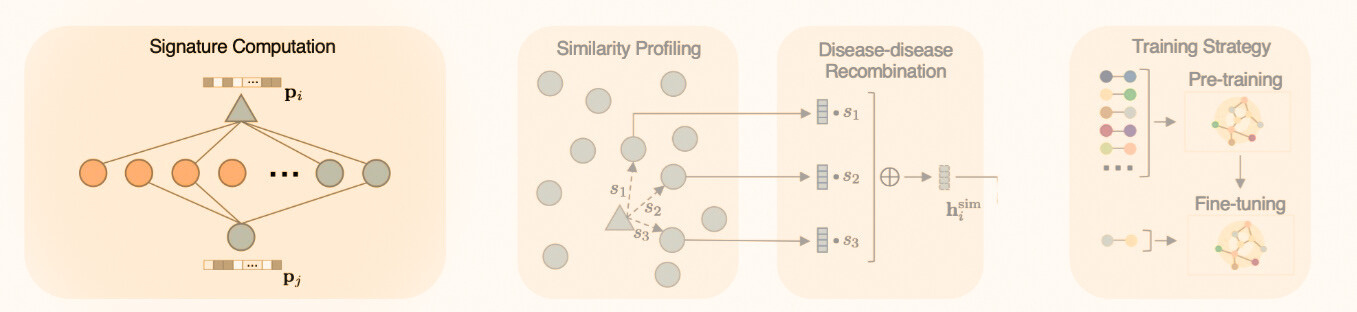 Signature Computation
p_i
...
...
p_j
Similarity Profiling
s_1
s_2
s_3
Disease-disease
Recombination
• s_1
• s_2
• s_3
h_i^sim
Training Strategy
Pre-training
Fine-tuning